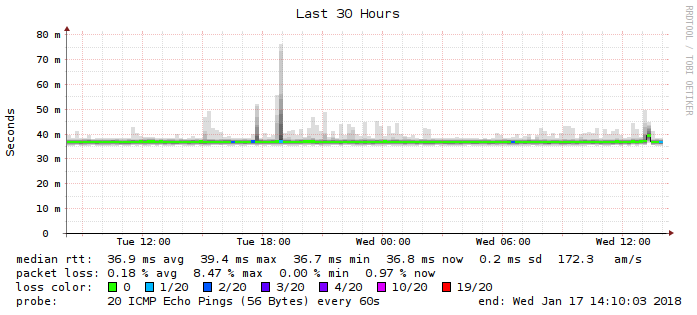 Last 30 Hours
RRDTOOL / TOBI OETIKER
Seconds
80 m
70 m
60 m
50 m
40 m
30 m
20 m
10 m
0
Tue 12:00 Tue 18:00 Wed 00:00 Wed 06:00 Wed 12:00
median rtt: 36.9 ms avg 39.4 ms max 36.7 ms min 36.8 ms now 0.2 ms sd 172.3 am/s
packet loss: 0.18 % avg 8.47 % max 0.00 % min 0.97 % now
loss color: 0 1/20 2/20 3/20 4/20 10/20 19/20
probe: 20 ICMP Echo Pings (56 Bytes) every 60s end: Wed Jan 17 14:10:03 2018